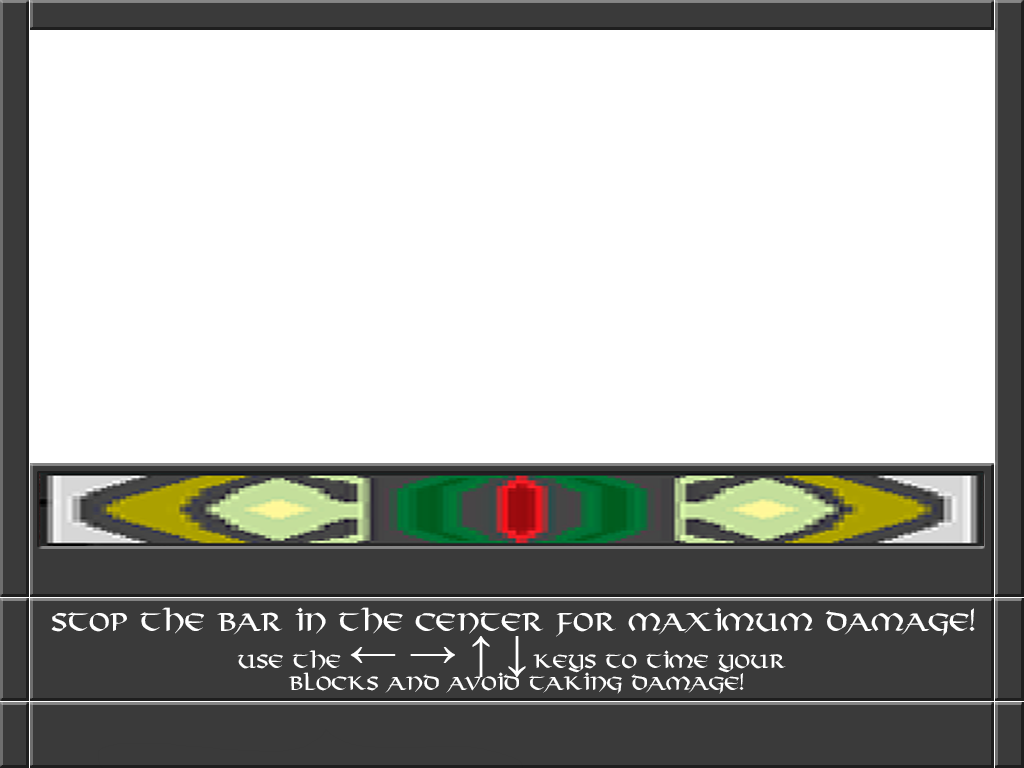 STOP THE BAR IN THE CENTER FOR MAXIMUM DAMAGE!
USE THE ← → ↑ ↓ KEYS TO TIME YOUR
BLOCKS AND AVOID TAKING DAMAGE!